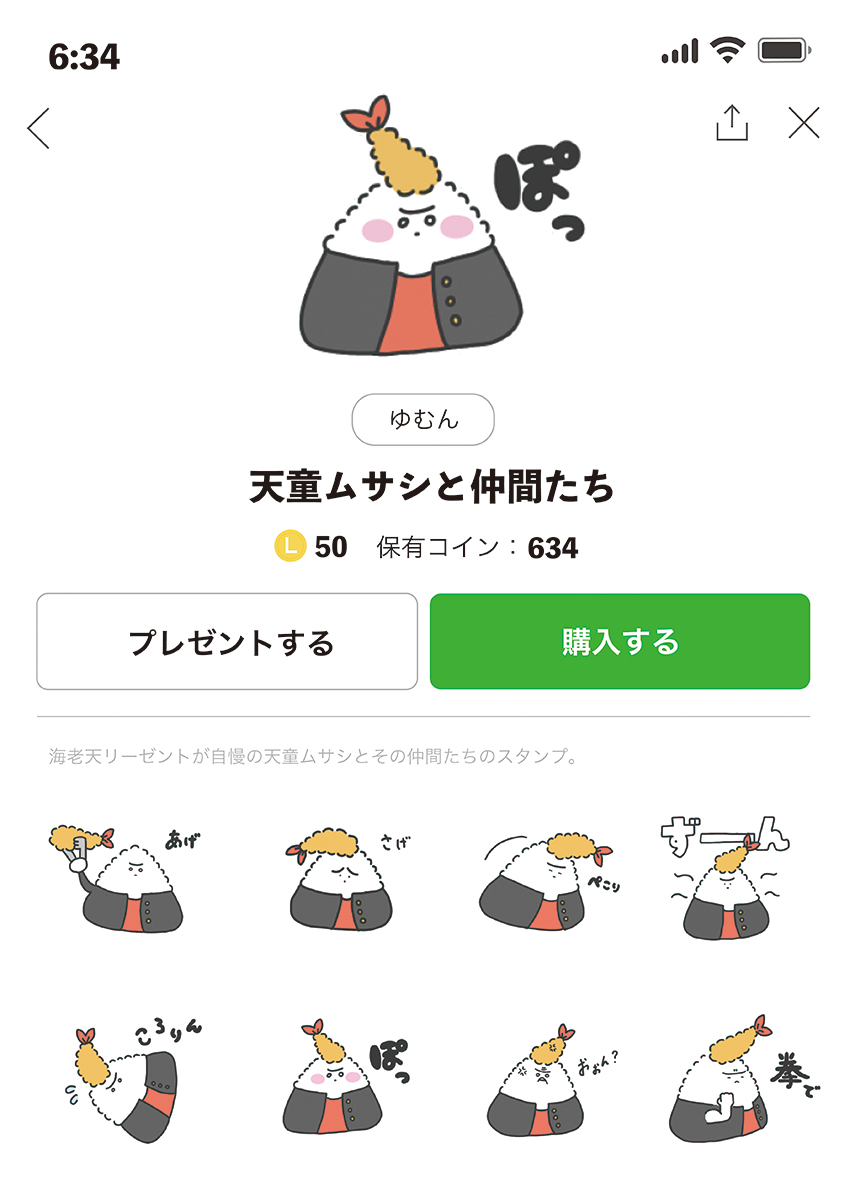 6:34
ぽっ
ゆむん
天童ムサシと仲間たち
L 50 保有コイン：634
プレゼントする
購入する
海老天リーゼントが自慢の天童ムサシとその仲間たちのスタンプ。
あげ
さげ
ぺこり
ずーん
ころりん
ぽっ
おぉん?
拳で